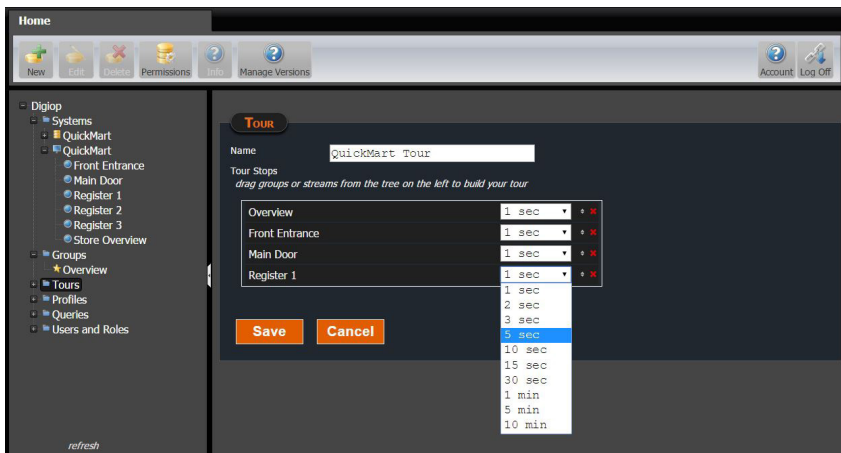 Home
New Edit Delete Permissions Info Manage Versions Account Log Off
Digiop
Systems
QuickMart
QuickMart
Front Entrance
Main Door
Register 1
Register 2
Register 3
Store Overview
Groups
Overview
Tours
Profiles
Queries
Users and Roles
refresh
TOUR
Name QuickMart Tour
Tour Stops
drag groups or streams from the tree on the left to build your tour
Overview 1 sec
Front Entrance 1 sec
Main Door 1 sec
Register 1 1 sec
1 sec
2 sec
3 sec
5 sec
10 sec
15 sec
30 sec
1 min
5 min
10 min
Save Cancel